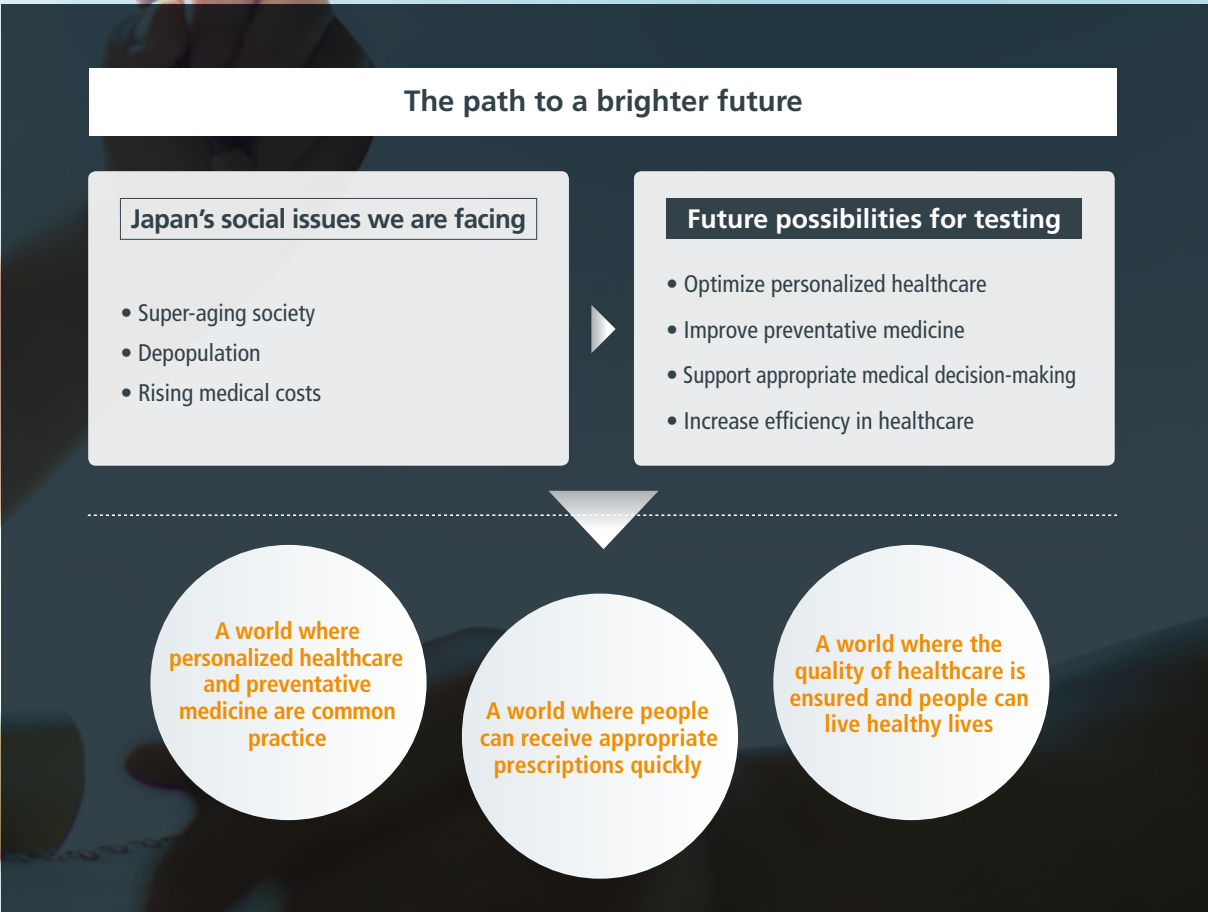 The path to a brighter future
Japan's social issues we are facing
• Super-aging society
• Depopulation
• Rising medical costs
Future possibilities for testing
• Optimize personalized healthcare
• Improve preventative medicine
• Support appropriate medical decision-making
• Increase efficiency in healthcare
A world where
personalized healthcare
and preventative
medicine are common
practice
A world where people
can receive appropriate
prescriptions quickly
A world where the
quality of healthcare is
ensured and people can
live healthy lives